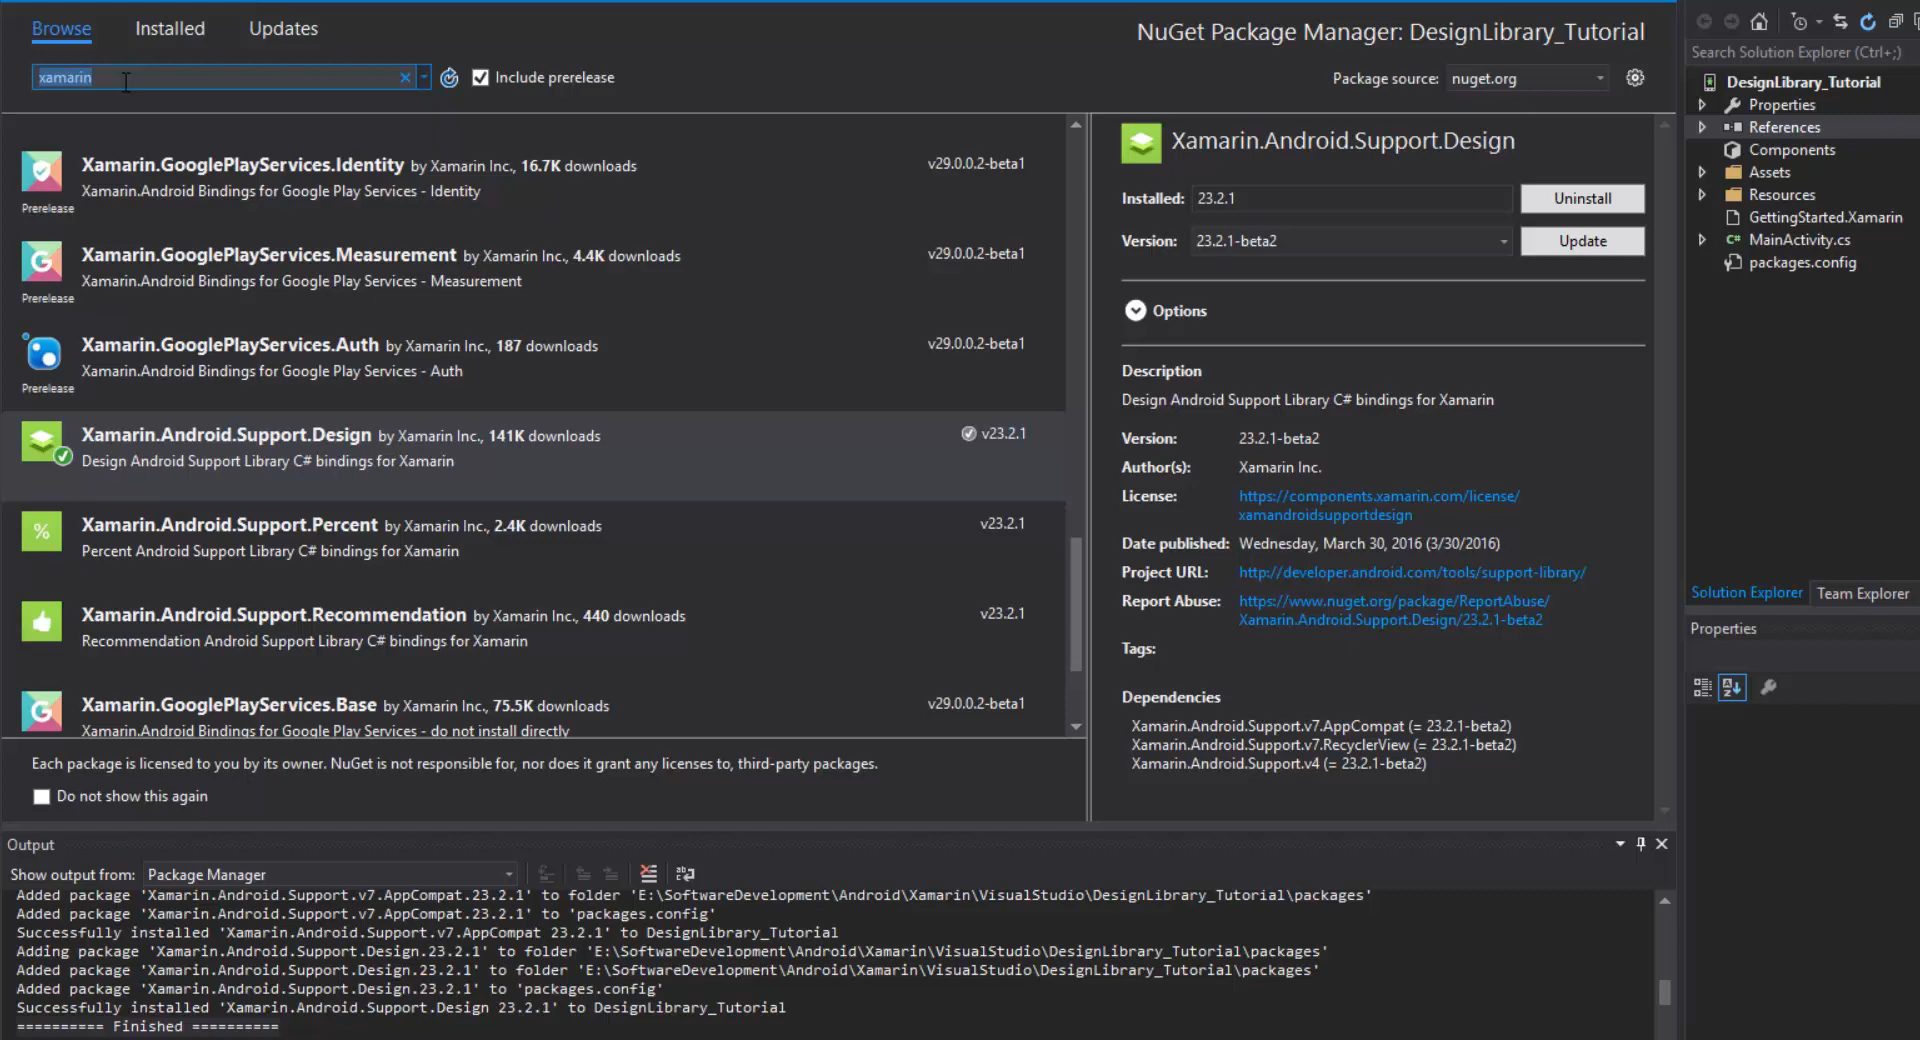 Browse Installed Updates
NuGet Package Manager: DesignLibrary_Tutorial
xamarin
Include prerelease
Package source: nuget.org
Xamarin.GooglePlayServices.Identity by Xamarin Inc., 16.7K downloads v29.0.0.2-beta1
Xamarin.Android Bindings for Google Play Services - Identity
Prerelease
Xamarin.GooglePlayServices.Measurement by Xamarin Inc., 4.4K downloads v29.0.0.2-beta1
Xamarin.Android Bindings for Google Play Services - Measurement
Prerelease
Xamarin.GooglePlayServices.Auth by Xamarin Inc., 187 downloads v29.0.0.2-beta1
Xamarin.Android Bindings for Google Play Services - Auth
Prerelease
Xamarin.Android.Support.Design by Xamarin Inc., 141K downloads v23.2.1
Design Android Support Library C# bindings for Xamarin
Xamarin.Android.Support.Percent by Xamarin Inc., 2.4K downloads v23.2.1
Percent Android Support Library C# bindings for Xamarin
Xamarin.Android.Support.Recommendation by Xamarin Inc., 440 downloads v23.2.1
Recommendation Android Support Library C# bindings for Xamarin
Xamarin.GooglePlayServices.Base by Xamarin Inc., 75.5K downloads v29.0.0.2-beta1
Xamarin.Android Bindings for Google Play Services - do not install directly
Each package is licensed to you by its owner. NuGet is not responsible for, nor does it grant any licenses to, third-party packages.
Do not show this again
Xamarin.Android.Support.Design
Installed: 23.2.1 Uninstall
Version: 23.2.1-beta2 Update
Options
Description
Design Android Support Library C# bindings for Xamarin
Version: 23.2.1-beta2
Author(s): Xamarin Inc.
License: https://components.xamarin.com/license/
xamandroidsupportdesign
Date published: Wednesday, March 30, 2016 (3/30/2016)
Project URL: http://developer.android.com/tools/support-library/
Report Abuse: https://www.nuget.org/package/ReportAbuse/
Xamarin.Android.Support.Design/23.2.1-beta2
Tags:
Dependencies
Xamarin.Android.Support.v7.AppCompat (= 23.2.1-beta2)
Xamarin.Android.Support.v7.RecyclerView (= 23.2.1-beta2)
Xamarin.Android.Support.v4 (= 23.2.1-beta2)
Search Solution Explorer (Ctrl+;)
DesignLibrary_Tutorial
Properties
References
Components
Assets
Resources
GettingStarted.Xamarin
C# MainActivity.cs
packages.config
Solution Explorer Team Explorer
Properties
Output
Show output from: Package Manager
Added package 'Xamarin.Android.Support.v7.AppCompat.23.2.1' to folder 'E:\SoftwareDevelopment\Android\Xamarin\VisualStudio\DesignLibrary_Tutorial\packages'
Added package 'Xamarin.Android.Support.v7.AppCompat.23.2.1' to 'packages.config'
Successfully installed 'Xamarin.Android.Support.v7.AppCompat 23.2.1' to DesignLibrary_Tutorial
Adding package 'Xamarin.Android.Support.Design.23.2.1' to folder 'E:\SoftwareDevelopment\Android\Xamarin\VisualStudio\DesignLibrary_Tutorial\packages'
Added package 'Xamarin.Android.Support.Design.23.2.1' to folder 'E:\SoftwareDevelopment\Android\Xamarin\VisualStudio\DesignLibrary_Tutorial\packages'
Added package 'Xamarin.Android.Support.Design.23.2.1' to 'packages.config'
Successfully installed 'Xamarin.Android.Support.Design 23.2.1' to DesignLibrary_Tutorial
========== Finished ==========